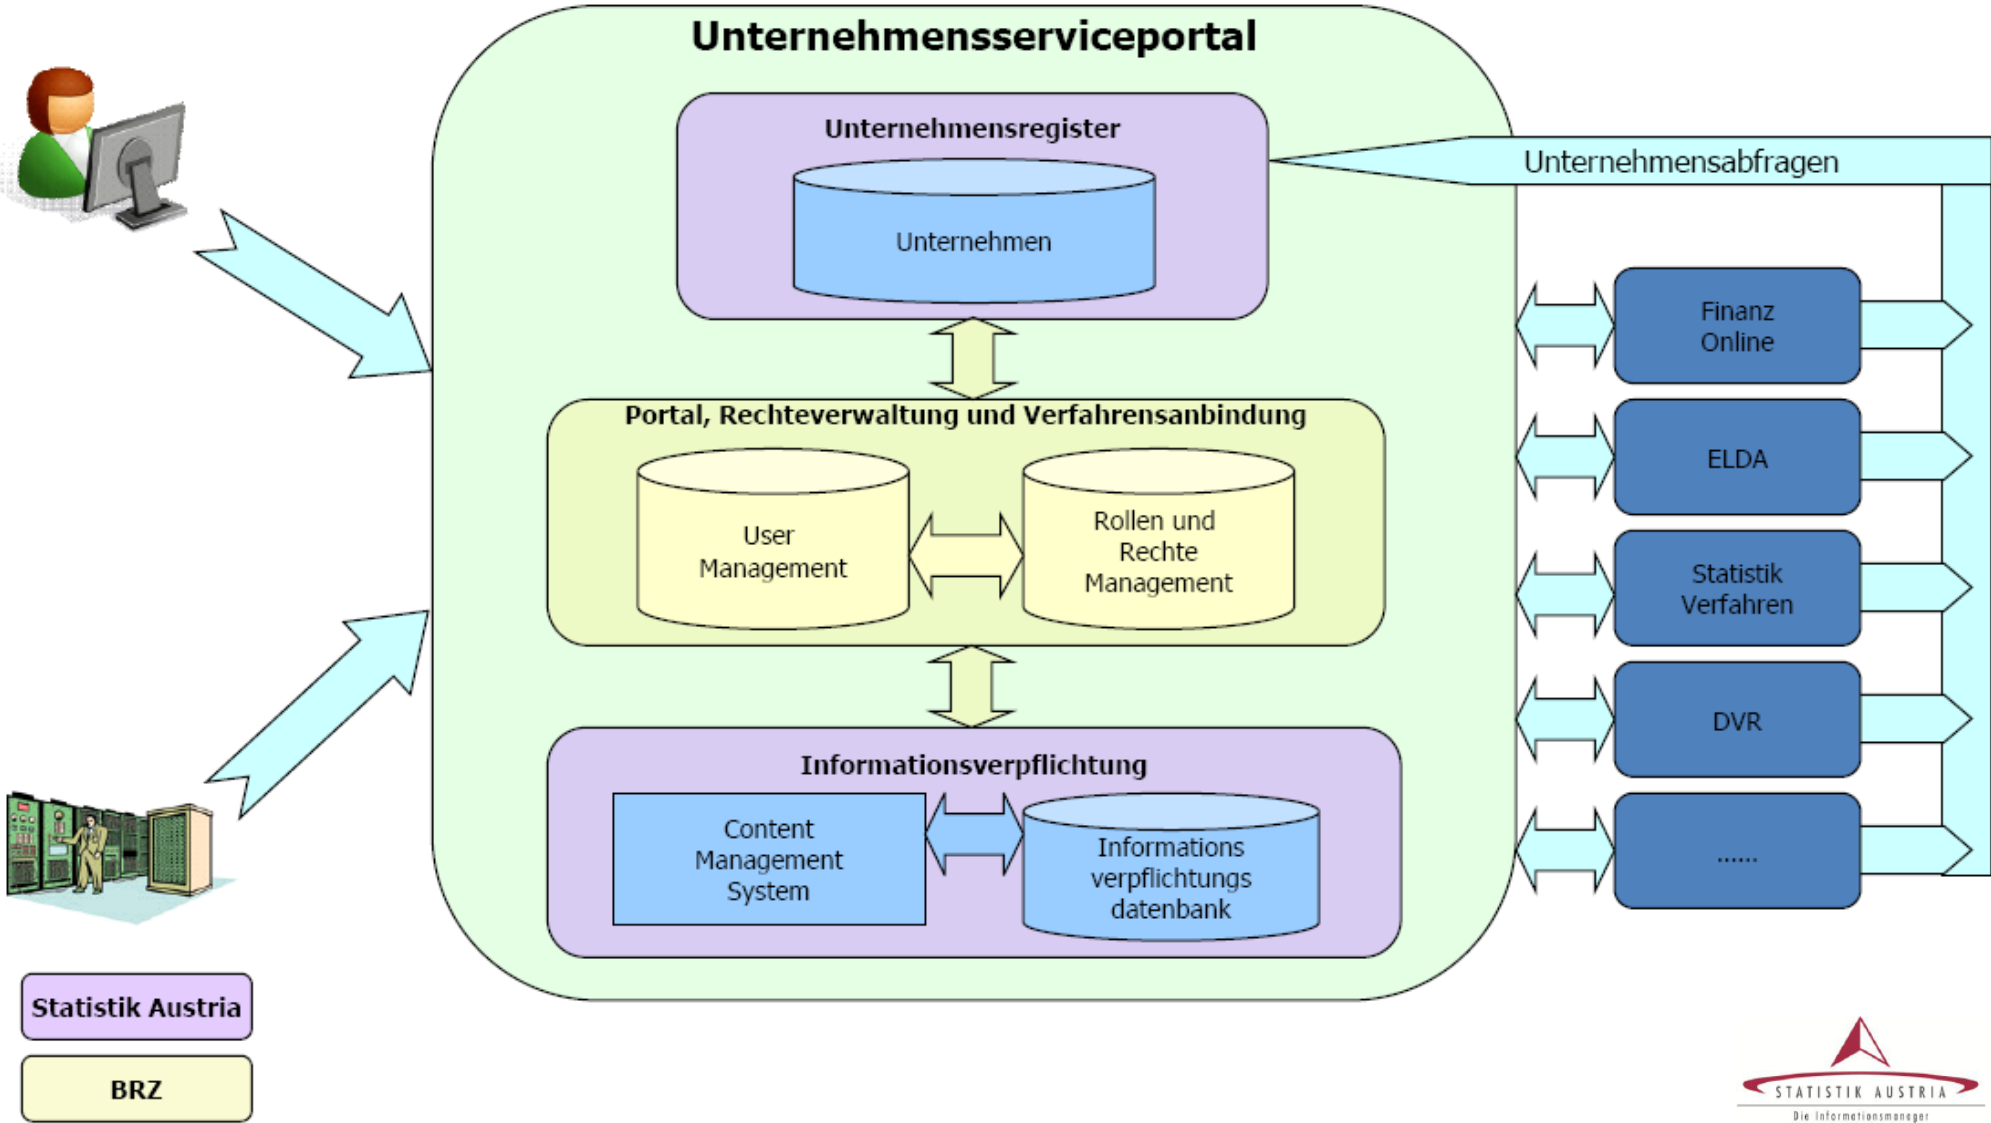 Unternehmensserviceportal
Unternehmensregister
Unternehmen
Unternehmensabfragen
Portal, Rechteverwaltung und Verfahrensanbindung
User
Management
Rollen und
Rechte
Management
Informationsverpflichtung
Content
Management
System
Informations
verpflichtungs
datenbank
Finanz
Online
ELDA
Statistik
Verfahren
DVR
......
Statistik Austria
BRZ
STATISTIK AUSTRIA
Die Informationsmanager